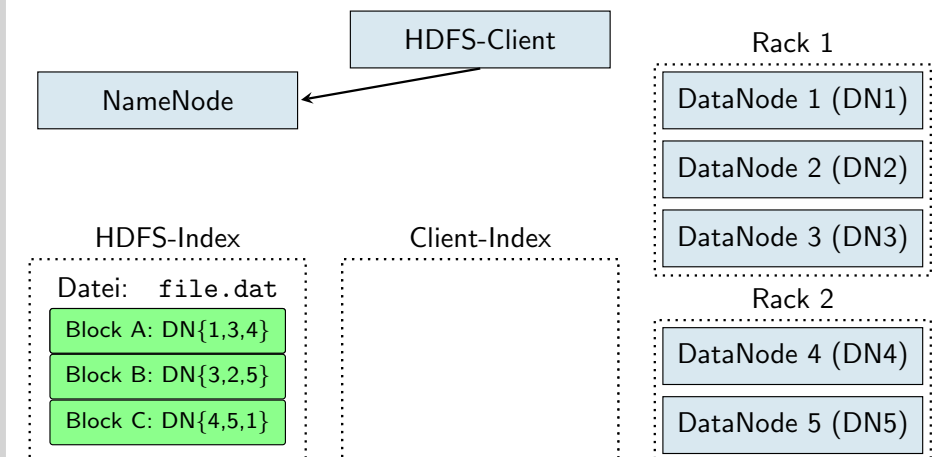 HDFS-Client
NameNode
Rack 1
DataNode 1 (DN1)
DataNode 2 (DN2)
DataNode 3 (DN3)
HDFS-Index
Datei: file.dat
Block A: DN{1,3,4}
Block B: DN{3,2,5}
Block C: DN{4,5,1}
Client-Index
Rack 2
DataNode 4 (DN4)
DataNode 5 (DN5)